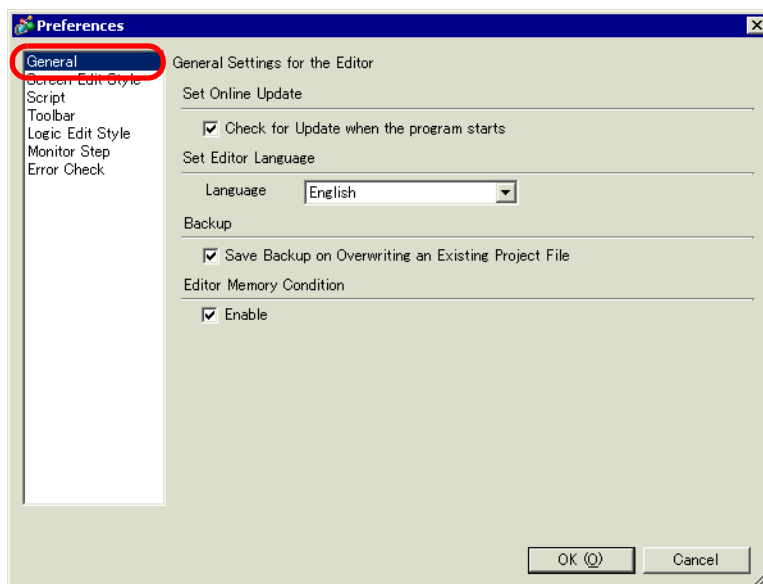 Preferences
General
Screen Edit Style
Script
Toolbar
Logic Edit Style
Monitor Step
Error Check
General Settings for the Editor
Set Online Update
Check for Update when the program starts
Set Editor Language
Language English
Backup
Save Backup on Overwriting an Existing Project File
Editor Memory Condition
Enable
OK (O) Cancel